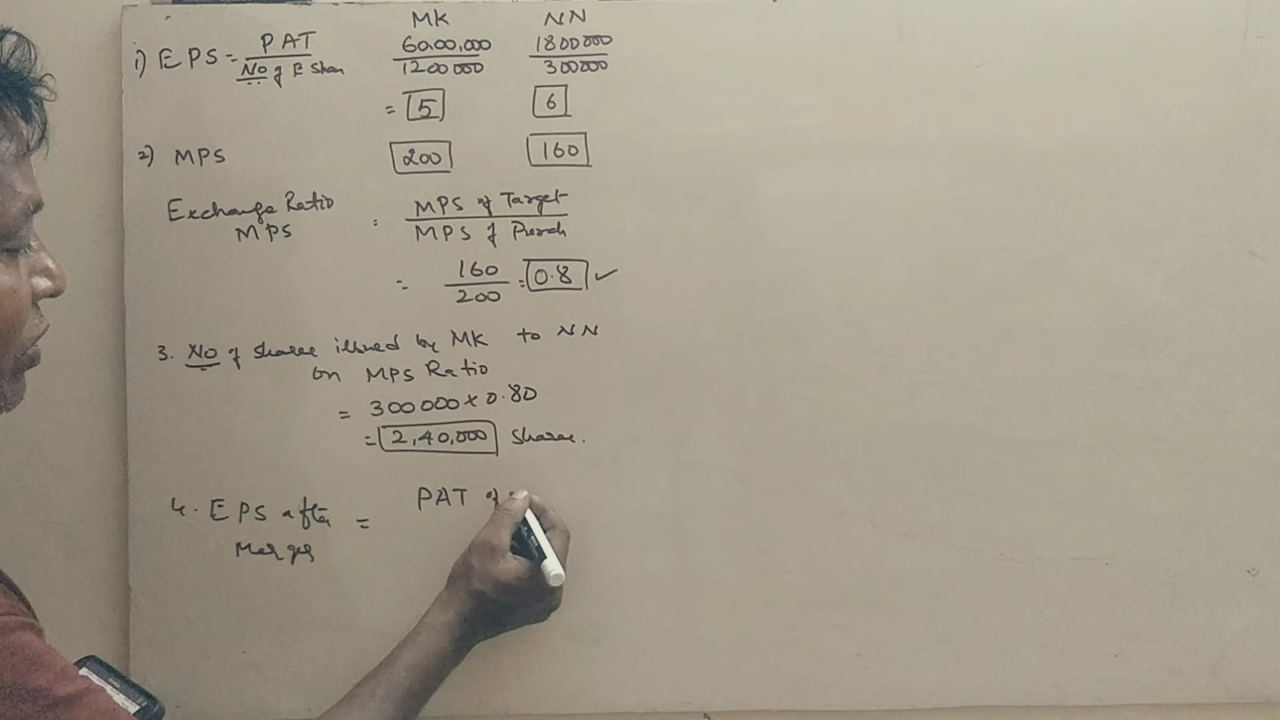 MK NN
i) EPS = PAT / No of E Shar 60,00,000 / 1200000 1800000 / 300000
= 5 6
2) MPS 200 160
Exchange Ratio MPS = MPS of Target / MPS of Purch
= 160 / 200 = 0.8 ✓
3. No of Shares issued by MK to NN
on MPS Ratio
= 300000 × 0.80
= 2,40,000 Shares.
4. EPS after = PAT of
Merger